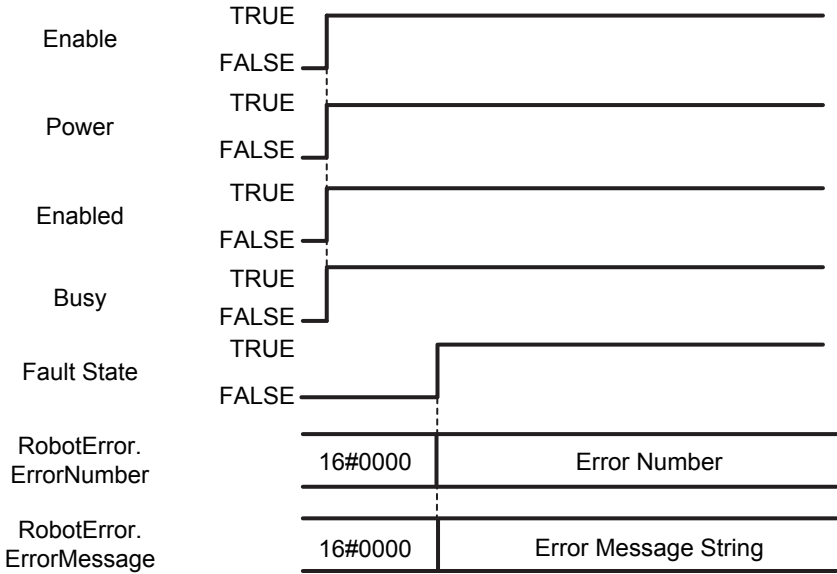 TRUE
Enable
FALSE
TRUE
Power
FALSE
TRUE
Enabled
FALSE
TRUE
Busy
FALSE
TRUE
Fault State
FALSE
RobotError.
ErrorNumber
16#0000
Error Number
RobotError.
ErrorMessage
16#0000
Error Message String